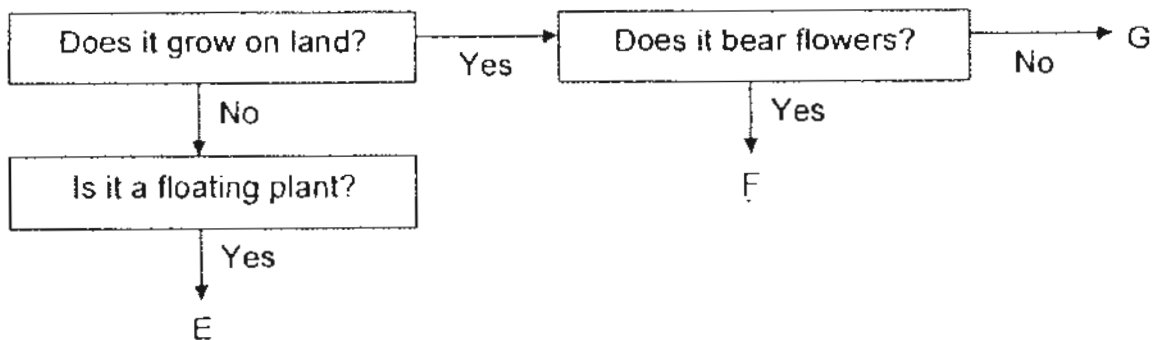 Does it grow on land?
Yes
Does it bear flowers?
No
G
No
Yes
Is it a floating plant?
F
Yes
E